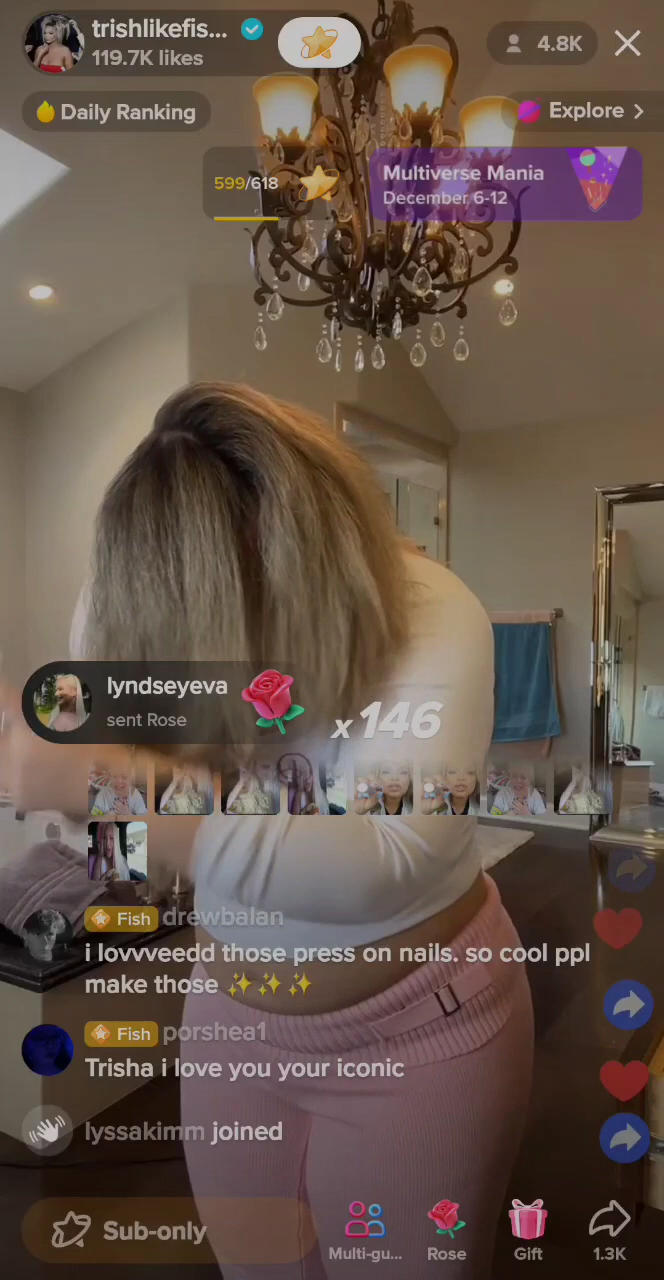 trishlikefis...
119.7K likes
4.8K
Daily Ranking
Explore >
599/618
Multiverse Mania
December 6-12
lyndseyeva
sent Rose
x146
Fish drewbalan
i lovvveedd those press on nails. so cool ppl
make those ✨✨✨
Fish porshea1
Trisha i love you your iconic
lyssakimm joined
Sub-only
Multi-gu...
Rose
Gift
1.3K